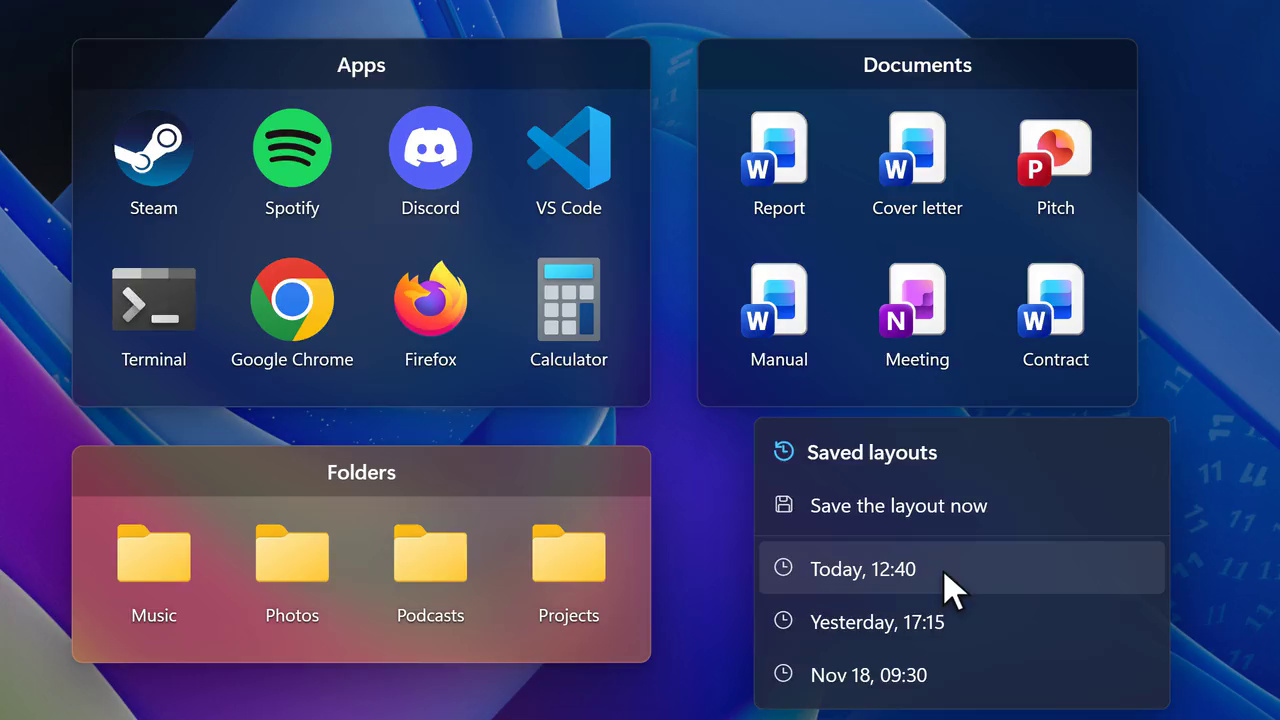 Apps
Steam
Spotify
Discord
VS Code
Terminal
Google Chrome
Firefox
Calculator
Documents
W
Report
W
Cover letter
P
Pitch
W
Manual
N
Meeting
W
Contract
Folders
Music
Photos
Podcasts
Projects
Saved layouts
Save the layout now
Today, 12:40
Yesterday, 17:15
Nov 18, 09:30